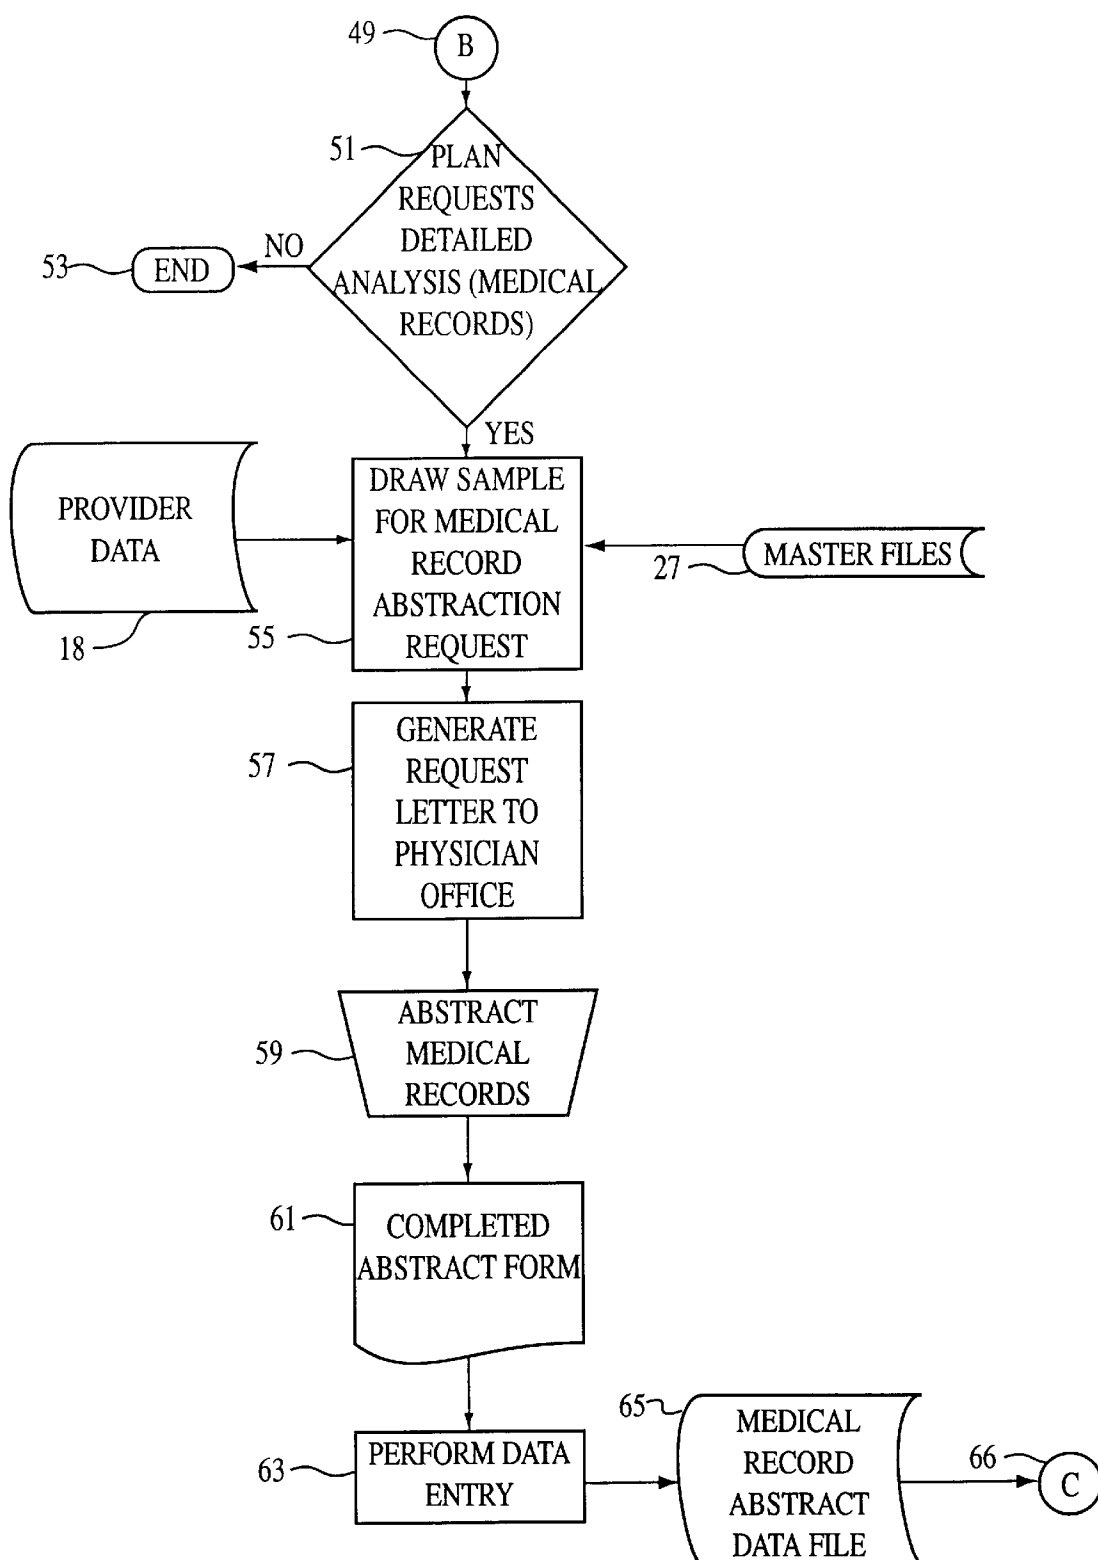 49
B
51
PLAN
REQUESTS
DETAILED
ANALYSIS (MEDICAL
RECORDS)
NO
53
END
YES
PROVIDER
DATA
18
DRAW SAMPLE
FOR MEDICAL
RECORD
ABSTRACTION
REQUEST
55
27
MASTER FILES
57
GENERATE
REQUEST
LETTER TO
PHYSICIAN
OFFICE
59
ABSTRACT
MEDICAL
RECORDS
61
COMPLETED
ABSTRACT FORM
63
PERFORM DATA
ENTRY
65
MEDICAL
RECORD
ABSTRACT
DATA FILE
66
C